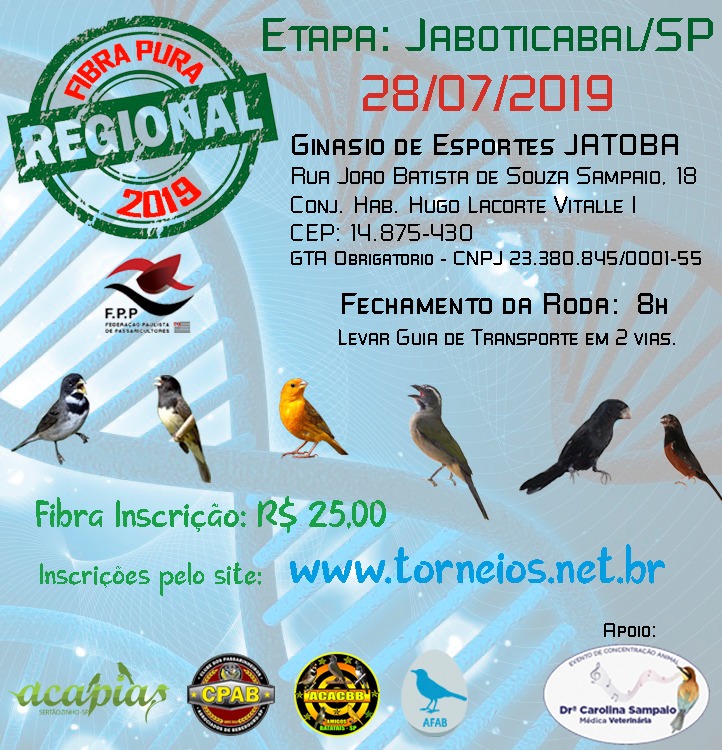 FIBRA PURA
REGIONAL
2019
Etapa: Jaboticabal/SP
28/07/2019
Ginasio de Esportes JATOBA
Rua Joao Batista de Souza Sampaio, 18
Conj. Hab. Hugo Lacorte Vitalle I
CEP: 14.875-430
GTA Obrigatorio - CNPJ 23.380.845/0001-55
F.P.P
FEDERAÇÃO PAULISTA
DE PASSARICULTORES
Fechamento da Roda: 8h
Levar Guia de Transporte em 2 vias.
Fibra Inscrição: R$ 25,00
Inscrições pelo site: www.torneios.net.br
Apoio:
acapias
SERTÃOZINHO-SP
CPAB
ACACBB
AMIGOS
BATATAIS - SP
AFAB
EVENTO DE CONCENTRAÇÃO ANIMAL
Drª Carolina Sampaio
Médica Veterinária